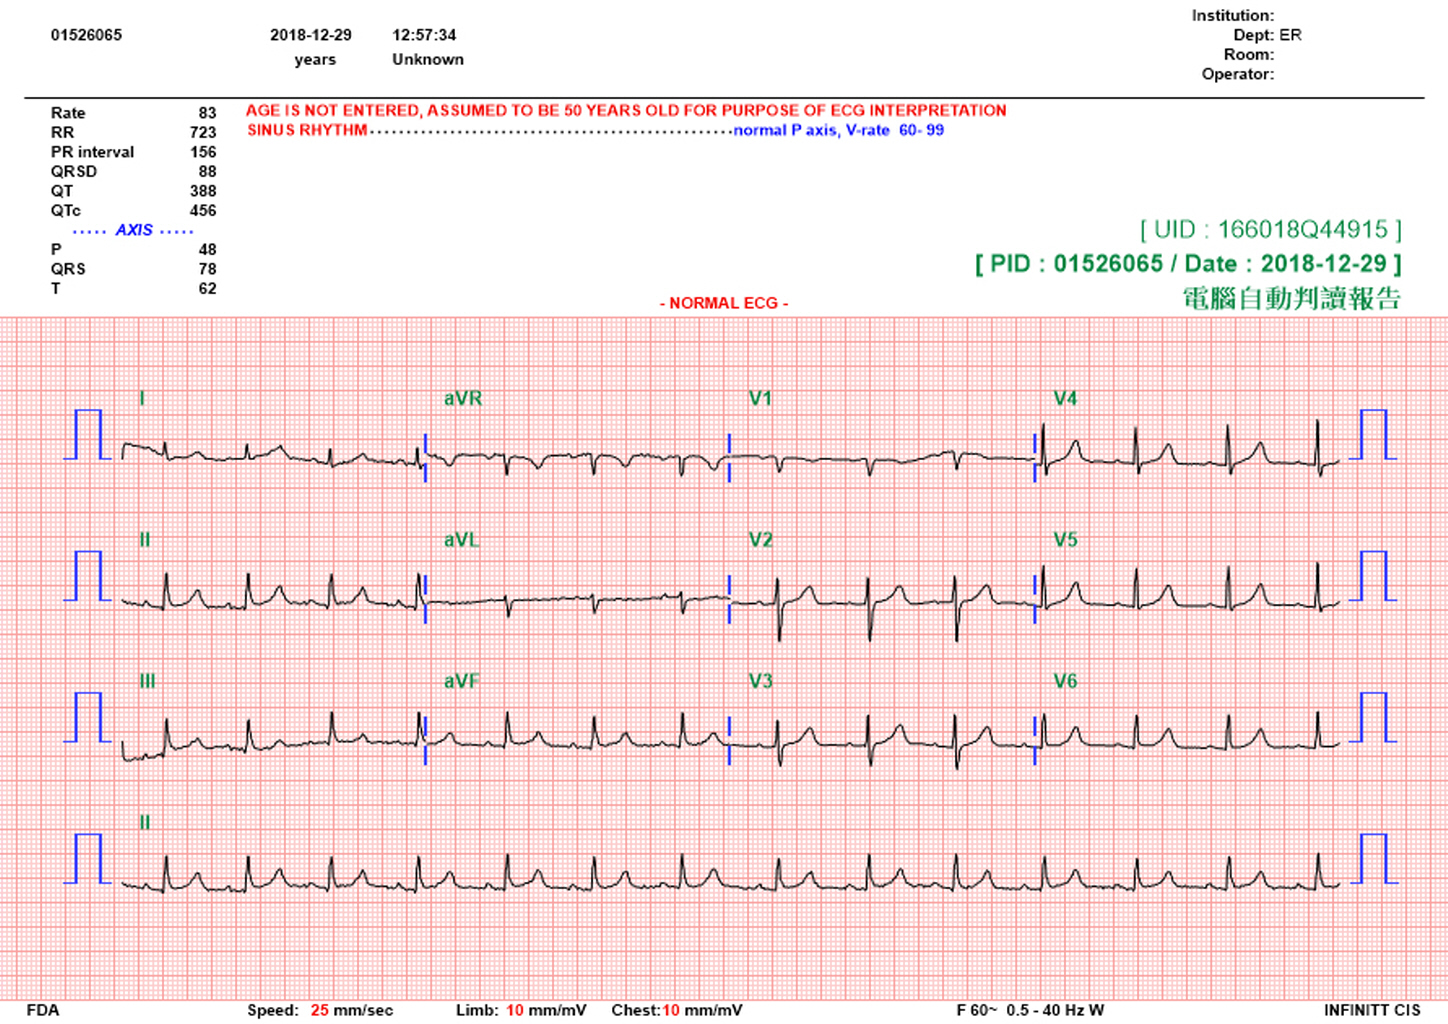 Institution:
01526065 2018-12-29 12:57:34 Dept: ER
years Unknown Room:
Operator:
Rate 83 AGE IS NOT ENTERED, ASSUMED TO BE 50 YEARS OLD FOR PURPOSE OF ECG INTERPRETATION
RR 723 SINUS RHYTHM..........................................normal P axis, V-rate 60- 99
PR interval 156
QRSD 88
QT 388
QTc 456
..... AXIS .....
P 48
QRS 78
T 62
[ UID : 166018Q44915 ]
[ PID : 01526065 / Date : 2018-12-29 ]
電腦自動判讀報告
- NORMAL ECG -
I aVR V1 V4
II aVL V2 V5
III aVF V3 V6
II
FDA Speed: 25 mm/sec Limb: 10 mm/mV Chest:10 mm/mV F 60~ 0.5 - 40 Hz W INFINITT CIS